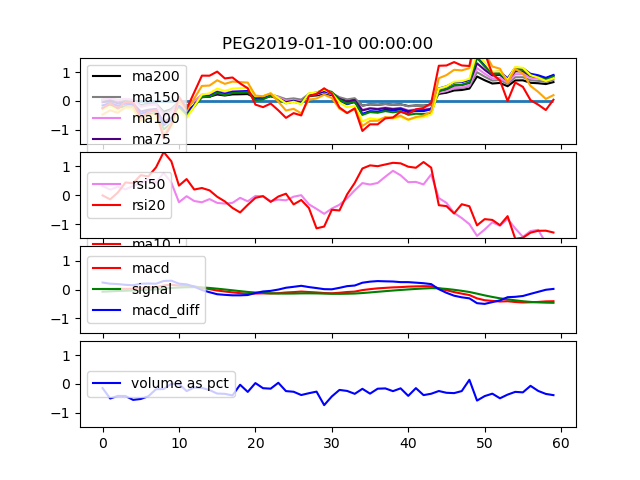 PEG2019-01-10 00:00:00
1
0
−1
ma200
ma150
ma100
ma75
1
0
−1
rsi50
rsi20
ma10
1
0
−1
macd
signal
macd_diff
1
0
−1
volume as pct
0 10 20 30 40 50 60